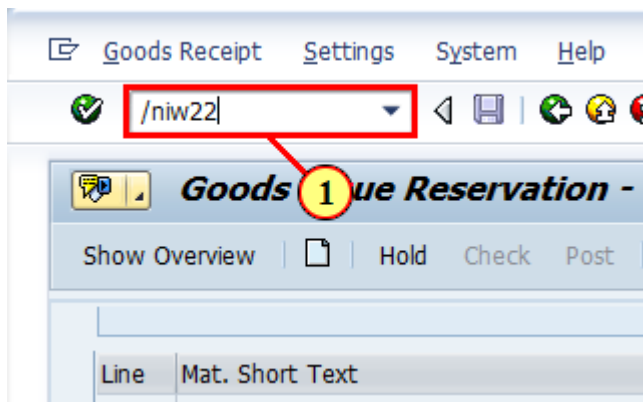 Goods Receipt Settings System Help
/niw22
Goods 1 ue Reservation -
Show Overview Hold Check Post
Line Mat. Short Text